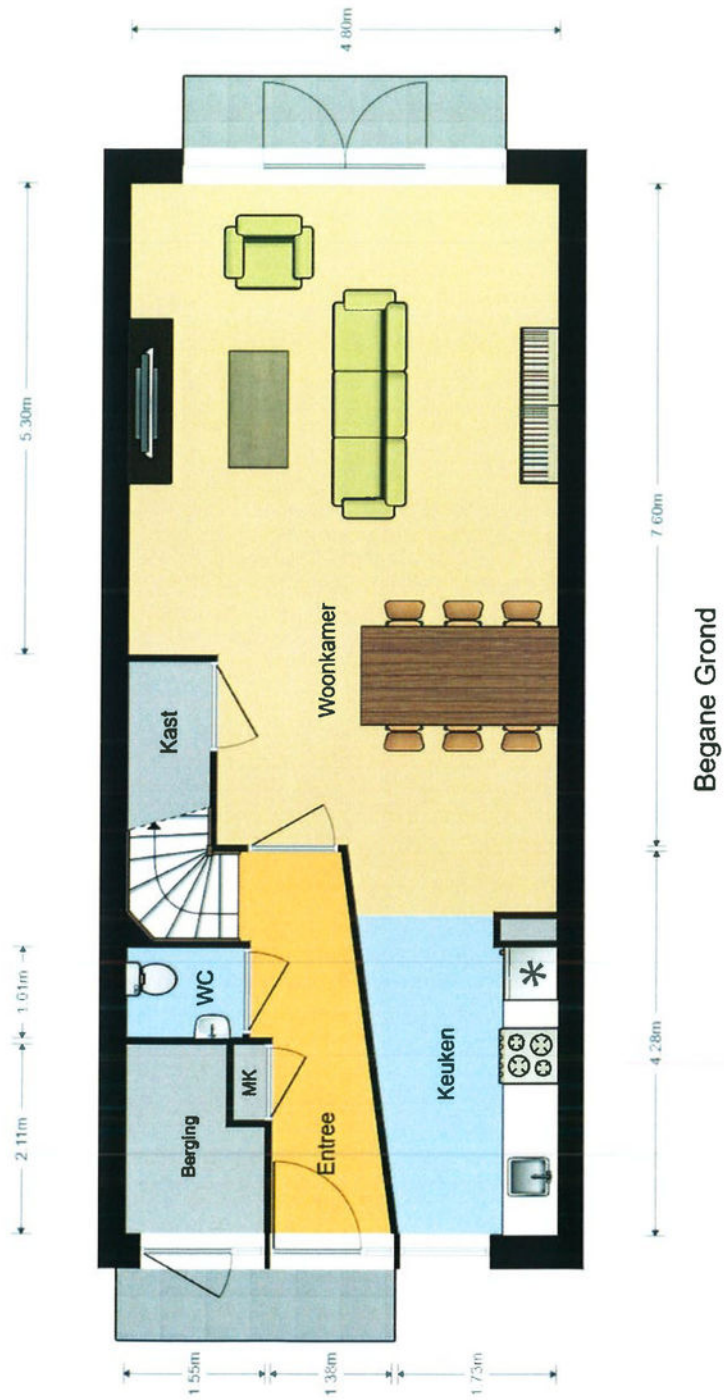 4.80m
5.30m
1.01m
2.11m
Kast
Woonkamer
WC
MK
Berging
Entree
Keuken
7.60m
4.28m
1.55m
1.38m
1.73m
Begane Grond